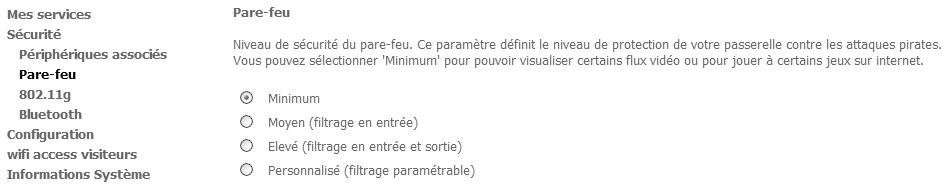 Mes services
Sécurité
Périphériques associés
Pare-feu
802.11g
Bluetooth
Configuration
wifi access visiteurs
Informations Système
Pare-feu
Niveau de sécurité du pare-feu. Ce paramètre définit le niveau de protection de votre passerelle contre les attaques pirates.
Vous pouvez sélectionner 'Minimum' pour pouvoir visualiser certains flux vidéo ou pour jouer à certains jeux sur internet.
Minimum
Moyen (filtrage en entrée)
Elevé (filtrage en entrée et sortie)
Personnalisé (filtrage paramétrable)